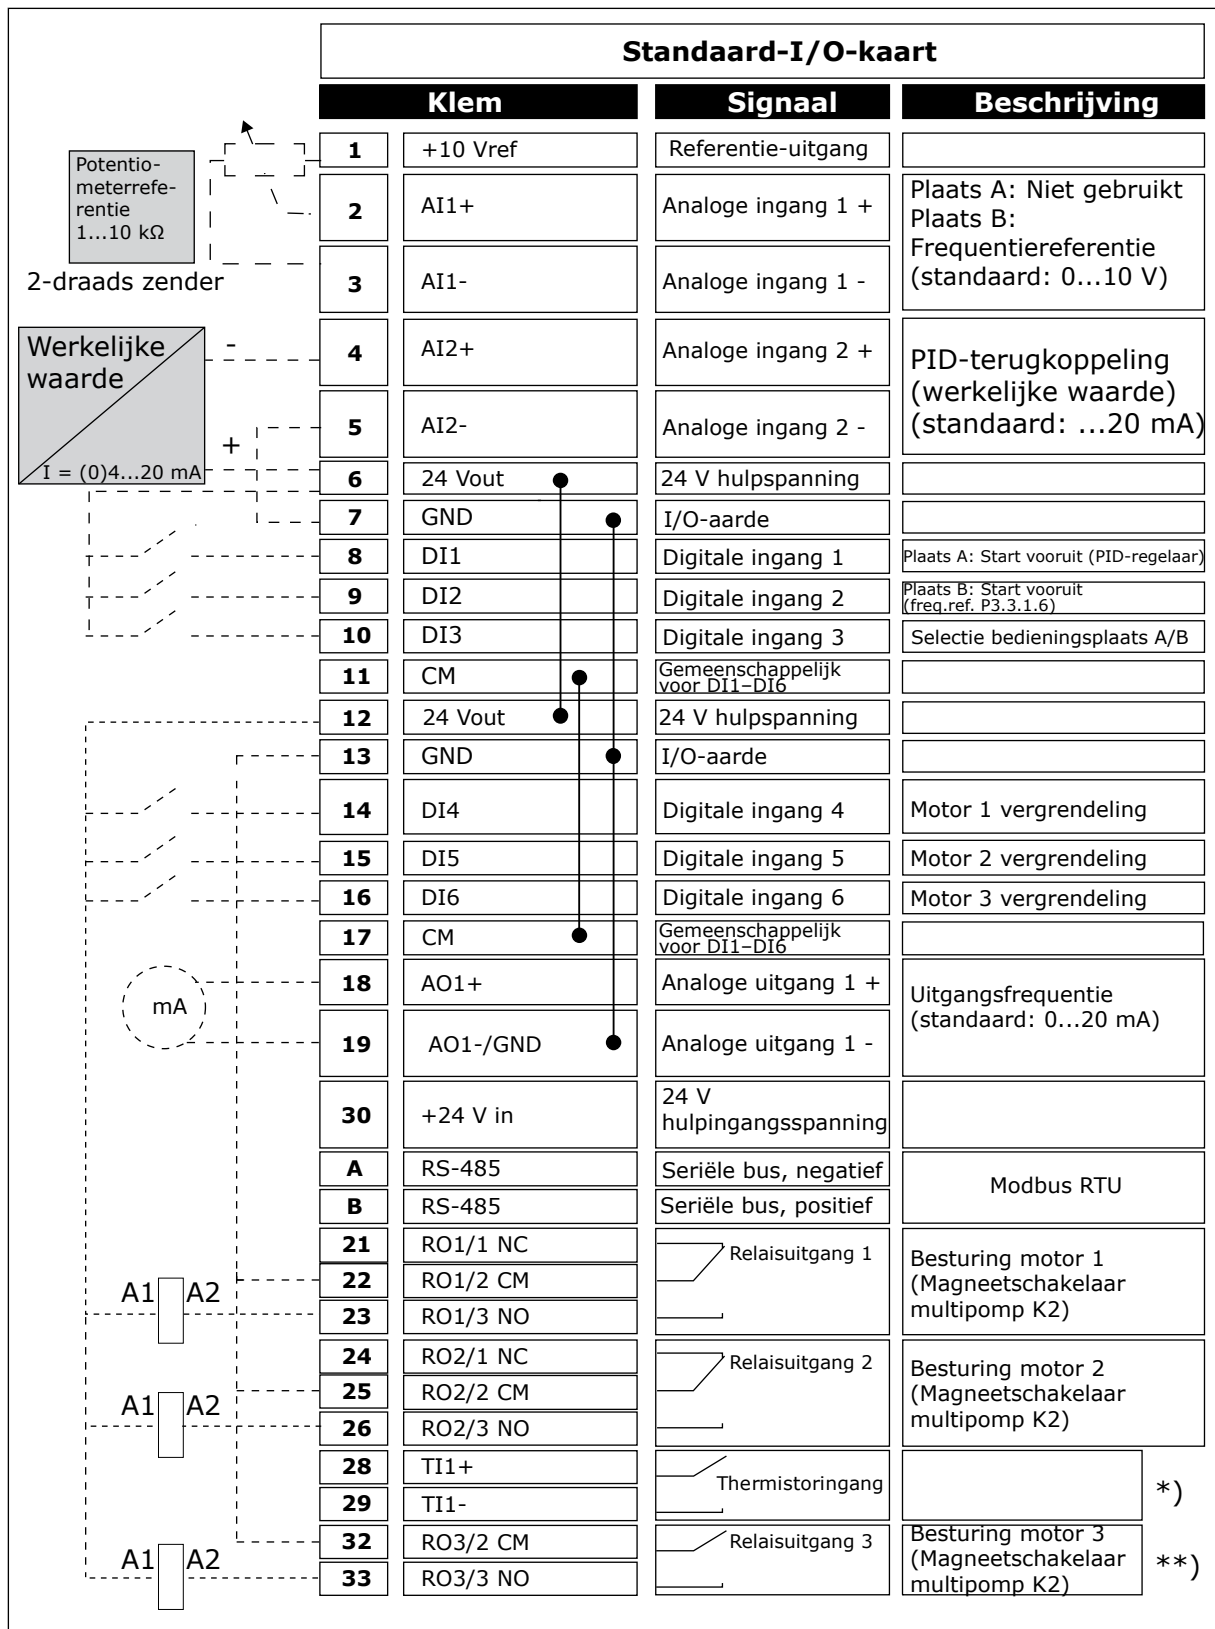 Standaard-I/O-kaart
Klem Signaal Beschrijving
Potentio-
meterrefe-
rentie
1...10 kΩ
2-draads zender
1 +10 Vref Referentie-uitgang
2 AI1+ Analoge ingang 1 +
3 AI1- Analoge ingang 1 -
Plaats A: Niet gebruikt
Plaats B:
Frequentiereferentie
(standaard: 0...10 V)
Werkelijke
waarde
I = (0)4...20 mA
-
+
4 AI2+ Analoge ingang 2 +
5 AI2- Analoge ingang 2 -
PID-terugkoppeling
(werkelijke waarde)
(standaard: ...20 mA)
6 24 Vout 24 V hulpspanning
7 GND I/O-aarde
8 DI1 Digitale ingang 1 Plaats A: Start vooruit (PID-regelaar)
9 DI2 Digitale ingang 2 Plaats B: Start vooruit
(freq.ref. P3.3.1.6)
10 DI3 Digitale ingang 3 Selectie bedieningsplaats A/B
11 CM Gemeenschappelijk
voor DI1–DI6
12 24 Vout 24 V hulpspanning
13 GND I/O-aarde
14 DI4 Digitale ingang 4 Motor 1 vergrendeling
15 DI5 Digitale ingang 5 Motor 2 vergrendeling
16 DI6 Digitale ingang 6 Motor 3 vergrendeling
17 CM Gemeenschappelijk
voor DI1–DI6
mA
18 AO1+ Analoge uitgang 1 +
19 AO1-/GND Analoge uitgang 1 -
Uitgangsfrequentie
(standaard: 0...20 mA)
30 +24 V in 24 V
hulpingangsspanning
A RS-485 Seriële bus, negatief
B RS-485 Seriële bus, positief
Modbus RTU
21 RO1/1 NC
22 RO1/2 CM
23 RO1/3 NO
A1 A2
Relaisuitgang 1
Besturing motor 1
(Magneetschakelaar
multipomp K2)
24 RO2/1 NC
25 RO2/2 CM
26 RO2/3 NO
A1 A2
Relaisuitgang 2
Besturing motor 2
(Magneetschakelaar
multipomp K2)
28 TI1+
29 TI1-
Thermistoringang
*)
32 RO3/2 CM
33 RO3/3 NO
A1 A2
Relaisuitgang 3
Besturing motor 3
(Magneetschakelaar
multipomp K2)
**)